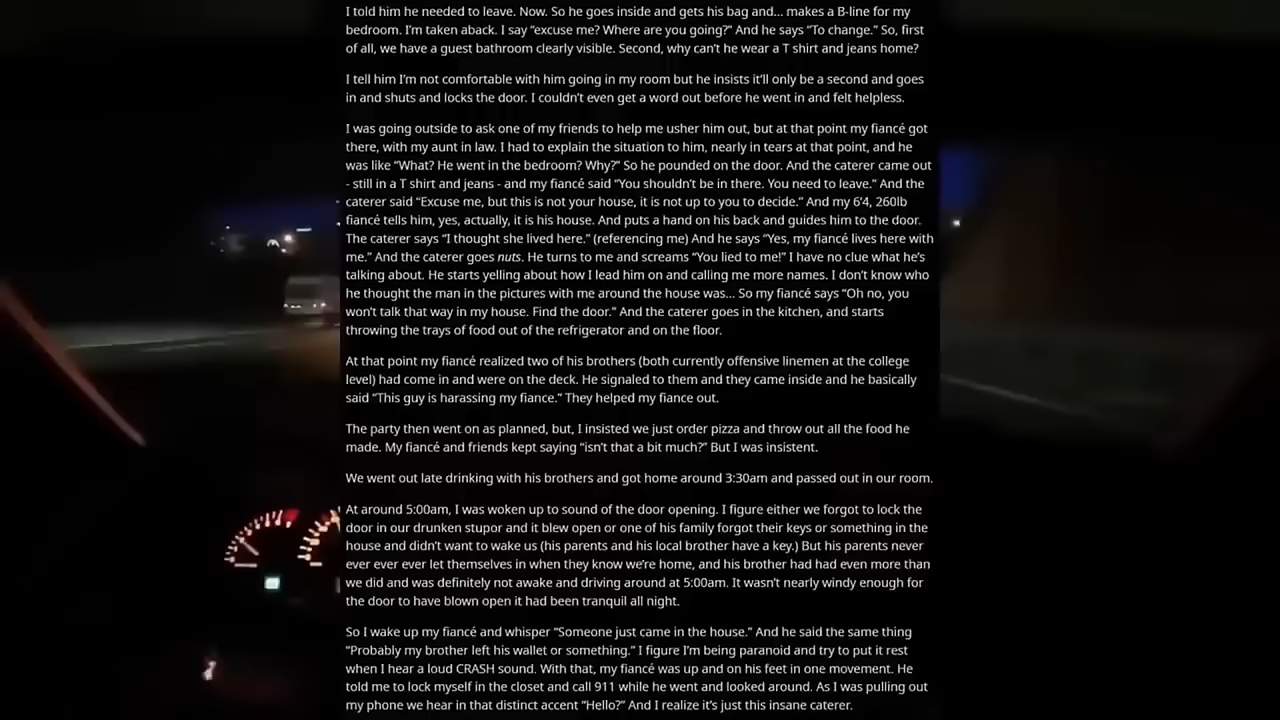 I told him he needed to leave. Now. So he goes inside and gets his bag and... makes a B-line for my
bedroom. I’m taken aback. I say “excuse me? Where are you going?” And he says “To change.” So, first
of all, we have a guest bathroom clearly visible. Second, why can’t he wear a T shirt and jeans home?
I tell him I’m not comfortable with him going in my room but he insists it’ll only be a second and goes
in and shuts and locks the door. I couldn’t even get a word out before he went in and felt helpless.
I was going outside to ask one of my friends to help me usher him out, but at that point my fiancé got
there, with my aunt in law. I had to explain the situation to him, nearly in tears at that point, and he
was like “What? He went in the bedroom? Why?” So he pounded on the door. And the caterer came out
- still in a T shirt and jeans - and my fiancé said “You shouldn’t be in there. You need to leave.” And the
caterer said “Excuse me, but this is not your house, it is not up to you to decide.” And my 6’4, 260lb
fiancé tells him, yes, actually, it is his house. And puts a hand on his back and guides him to the door.
The caterer says “I thought she lived here.” (referencing me) And he says “Yes, my fiancé lives here with
me.” And the caterer goes nuts. He turns to me and screams “You lied to me!” I have no clue what he’s
talking about. He starts yelling about how I lead him on and calling me more names. I don’t know who
he thought the man in the pictures with me around the house was... So my fiancé says “Oh no, you
won’t talk that way in my house. Find the door.” And the caterer goes in the kitchen, and starts
throwing the trays of food out of the refrigerator and on the floor.
At that point my fiancé realized two of his brothers (both currently offensive linemen at the college
level) had come in and were on the deck. He signaled to them and they came inside and he basically
said “This guy is harassing my fiance.” They helped my fiance out.
The party then went on as planned, but, I insisted we just order pizza and throw out all the food he
made. My fiancé and friends kept saying “isn’t that a bit much?” But I was insistent.
We went out late drinking with his brothers and got home around 3:30am and passed out in our room.
At around 5:00am, I was woken up to sound of the door opening. I figure either we forgot to lock the
door in our drunken stupor and it blew open or one of his family forgot their keys or something in the
house and didn’t want to wake us (his parents and his local brother have a key.) But his parents never
ever ever ever let themselves in when they know we’re home, and his brother had had even more than
we did and was definitely not awake and driving around at 5:00am. It wasn’t nearly windy enough for
the door to have blown open it had been tranquil all night.
So I wake up my fiancé and whisper “Someone just came in the house.” And he said the same thing
“Probably my brother left his wallet or something.” I figure I’m being paranoid and try to put it rest
when I hear a loud CRASH sound. With that, my fiancé was up and on his feet in one movement. He
told me to lock myself in the closet and call 911 while he went and looked around. As I was pulling out
my phone we hear in that distinct accent “Hello?” And I realize it’s just this insane caterer.